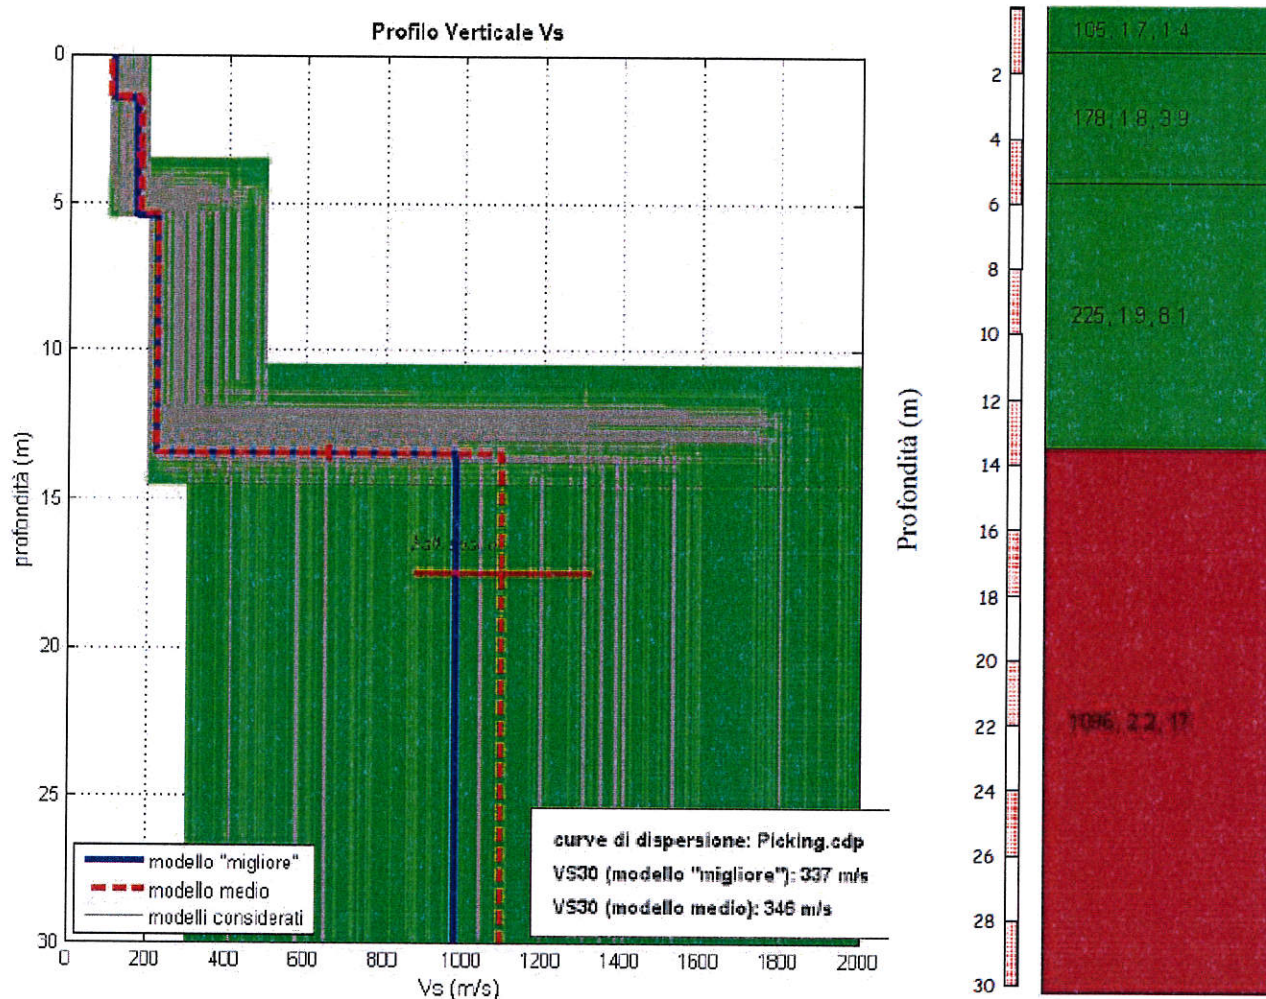 Profilo Verticale Vs
0
5
10
15
20
25
30
profondità (m)
0 200 400 600 800 1000 1200 1400 1600 1800 2000
Vs (m/s)
modello "migliore"
modello medio
modelli considerati
curve di dispersione: Picking.cdp
VS30 (modello "migliore"): 337 m/s
VS30 (modello medio): 346 m/s
Profondità (m)
2
4
6
8
10
12
14
16
18
20
22
24
26
28
30
105, 1.7, 1.4
178, 1.8, 3.9
225, 1.9, 8.1
1096, 2.2, 17